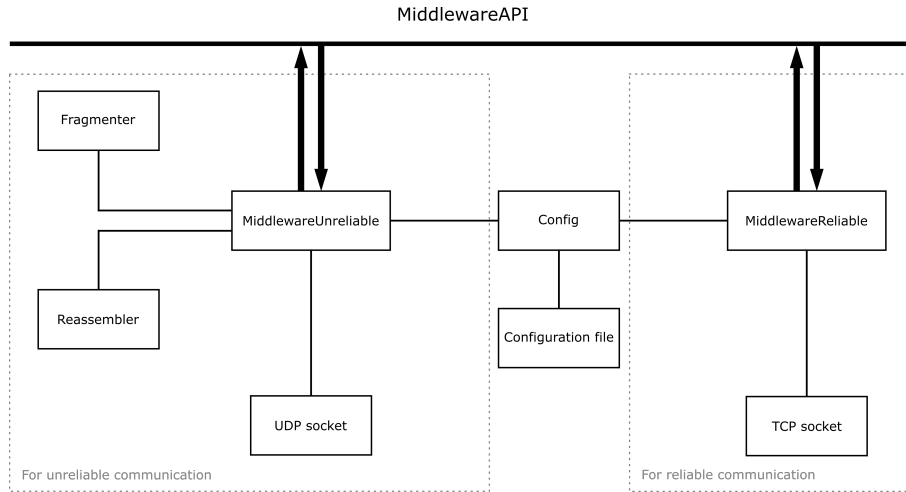 MiddlewareAPI
Fragmenter
MiddlewareUnreliable
Config
MiddlewareReliable
Reassembler
Configuration file
UDP socket
TCP socket
For unreliable communication
For reliable communication